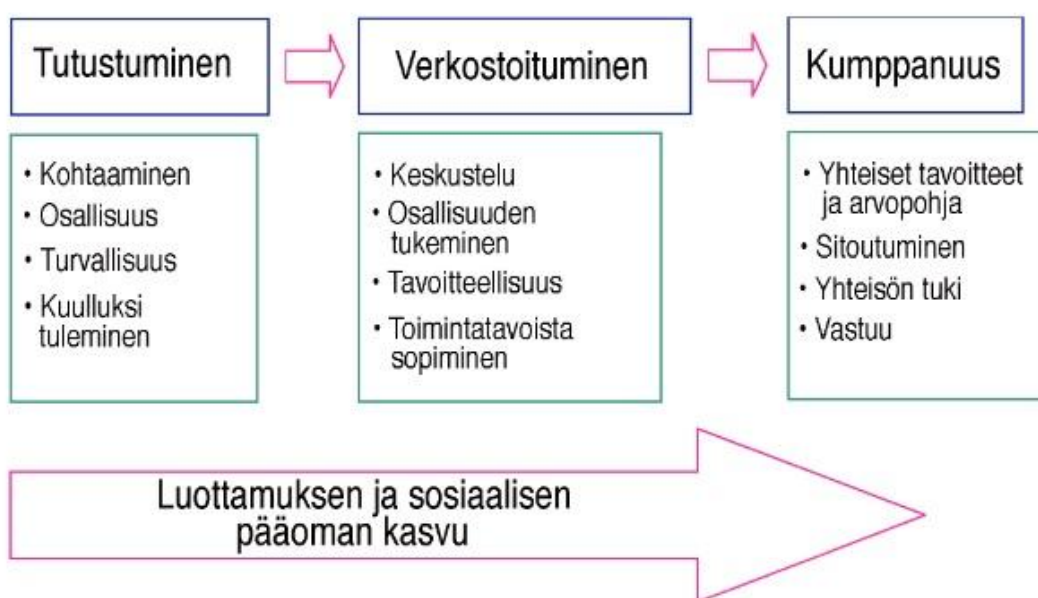 Tutustuminen
Verkostoituminen
Kumppanuus
• Kohtaaminen
• Osallisuus
• Turvallisuus
• Kuulluksi
tuleminen
• Keskustelu
• Osallisuuden
tukeminen
• Tavoitteellisuus
• Toimintatavoista
sopiminen
• Yhteiset tavoitteet
ja arvopohja
• Sitoutuminen
• Yhteisön tuki
• Vastuu
Luottamuksen ja sosiaalisen
pääoman kasvu